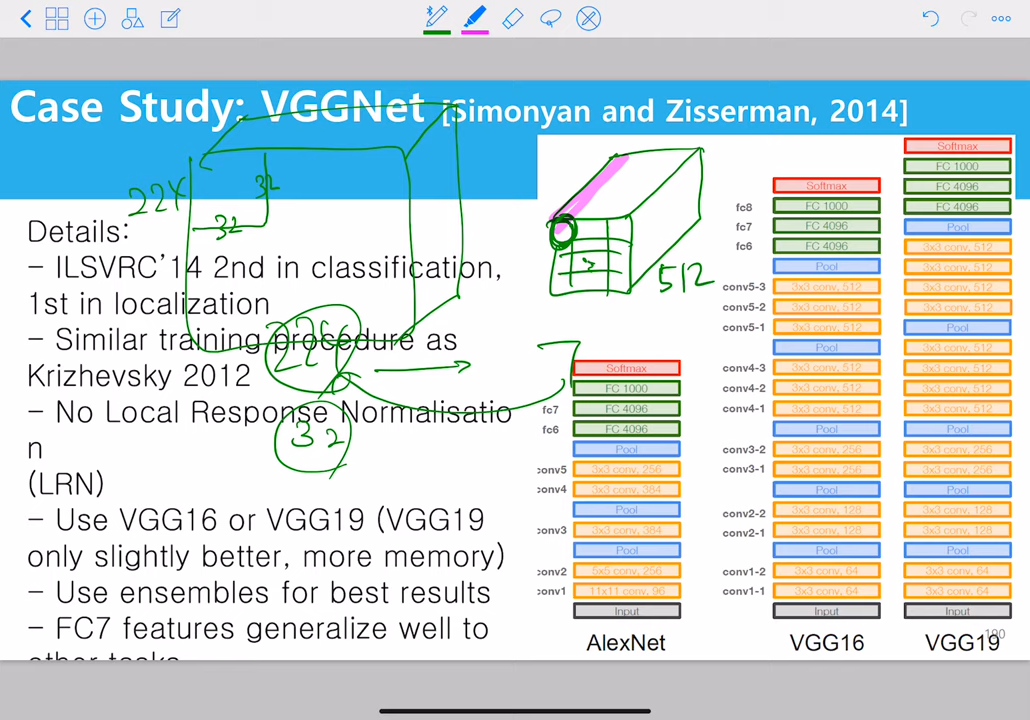 Case Study: VGGNet [Simonyan and Zisserman, 2014]
Details:
- ILSVRC'14 2nd in classification,
1st in localization
- Similar training procedure as
Krizhevsky 2012
- No Local Response Normalisatio
n
(LRN)
- Use VGG16 or VGG19 (VGG19
only slightly better, more memory)
- Use ensembles for best results
- FC7 features generalize well to
other tasks
32
32
224
32
512
Softmax
FC 1000
fc7 FC 4096
fc6 FC 4096
Pool
conv5 3x3 conv, 256
conv4 3x3 conv, 384
Pool
conv3 3x3 conv, 384
Pool
conv2 5x5 conv, 256
conv1 11x11 conv, 96
Input
AlexNet
Softmax
fc8 FC 1000
fc7 FC 4096
fc6 FC 4096
Pool
conv5-3 3x3 conv, 512
conv5-2 3x3 conv, 512
conv5-1 3x3 conv, 512
Pool
conv4-3 3x3 conv, 512
conv4-2 3x3 conv, 512
conv4-1 3x3 conv, 512
Pool
conv3-2 3x3 conv, 256
conv3-1 3x3 conv, 256
Pool
conv2-2 3x3 conv, 128
conv2-1 3x3 conv, 128
Pool
conv1-2 3x3 conv, 64
conv1-1 3x3 conv, 64
Input
VGG16
Softmax
FC 1000
FC 4096
FC 4096
Pool
3x3 conv, 512
3x3 conv, 512
3x3 conv, 512
3x3 conv, 512
Pool
3x3 conv, 512
3x3 conv, 512
3x3 conv, 512
3x3 conv, 512
Pool
3x3 conv, 256
3x3 conv, 256
Pool
3x3 conv, 128
3x3 conv, 128
Pool
3x3 conv, 64
3x3 conv, 64
Input
VGG19